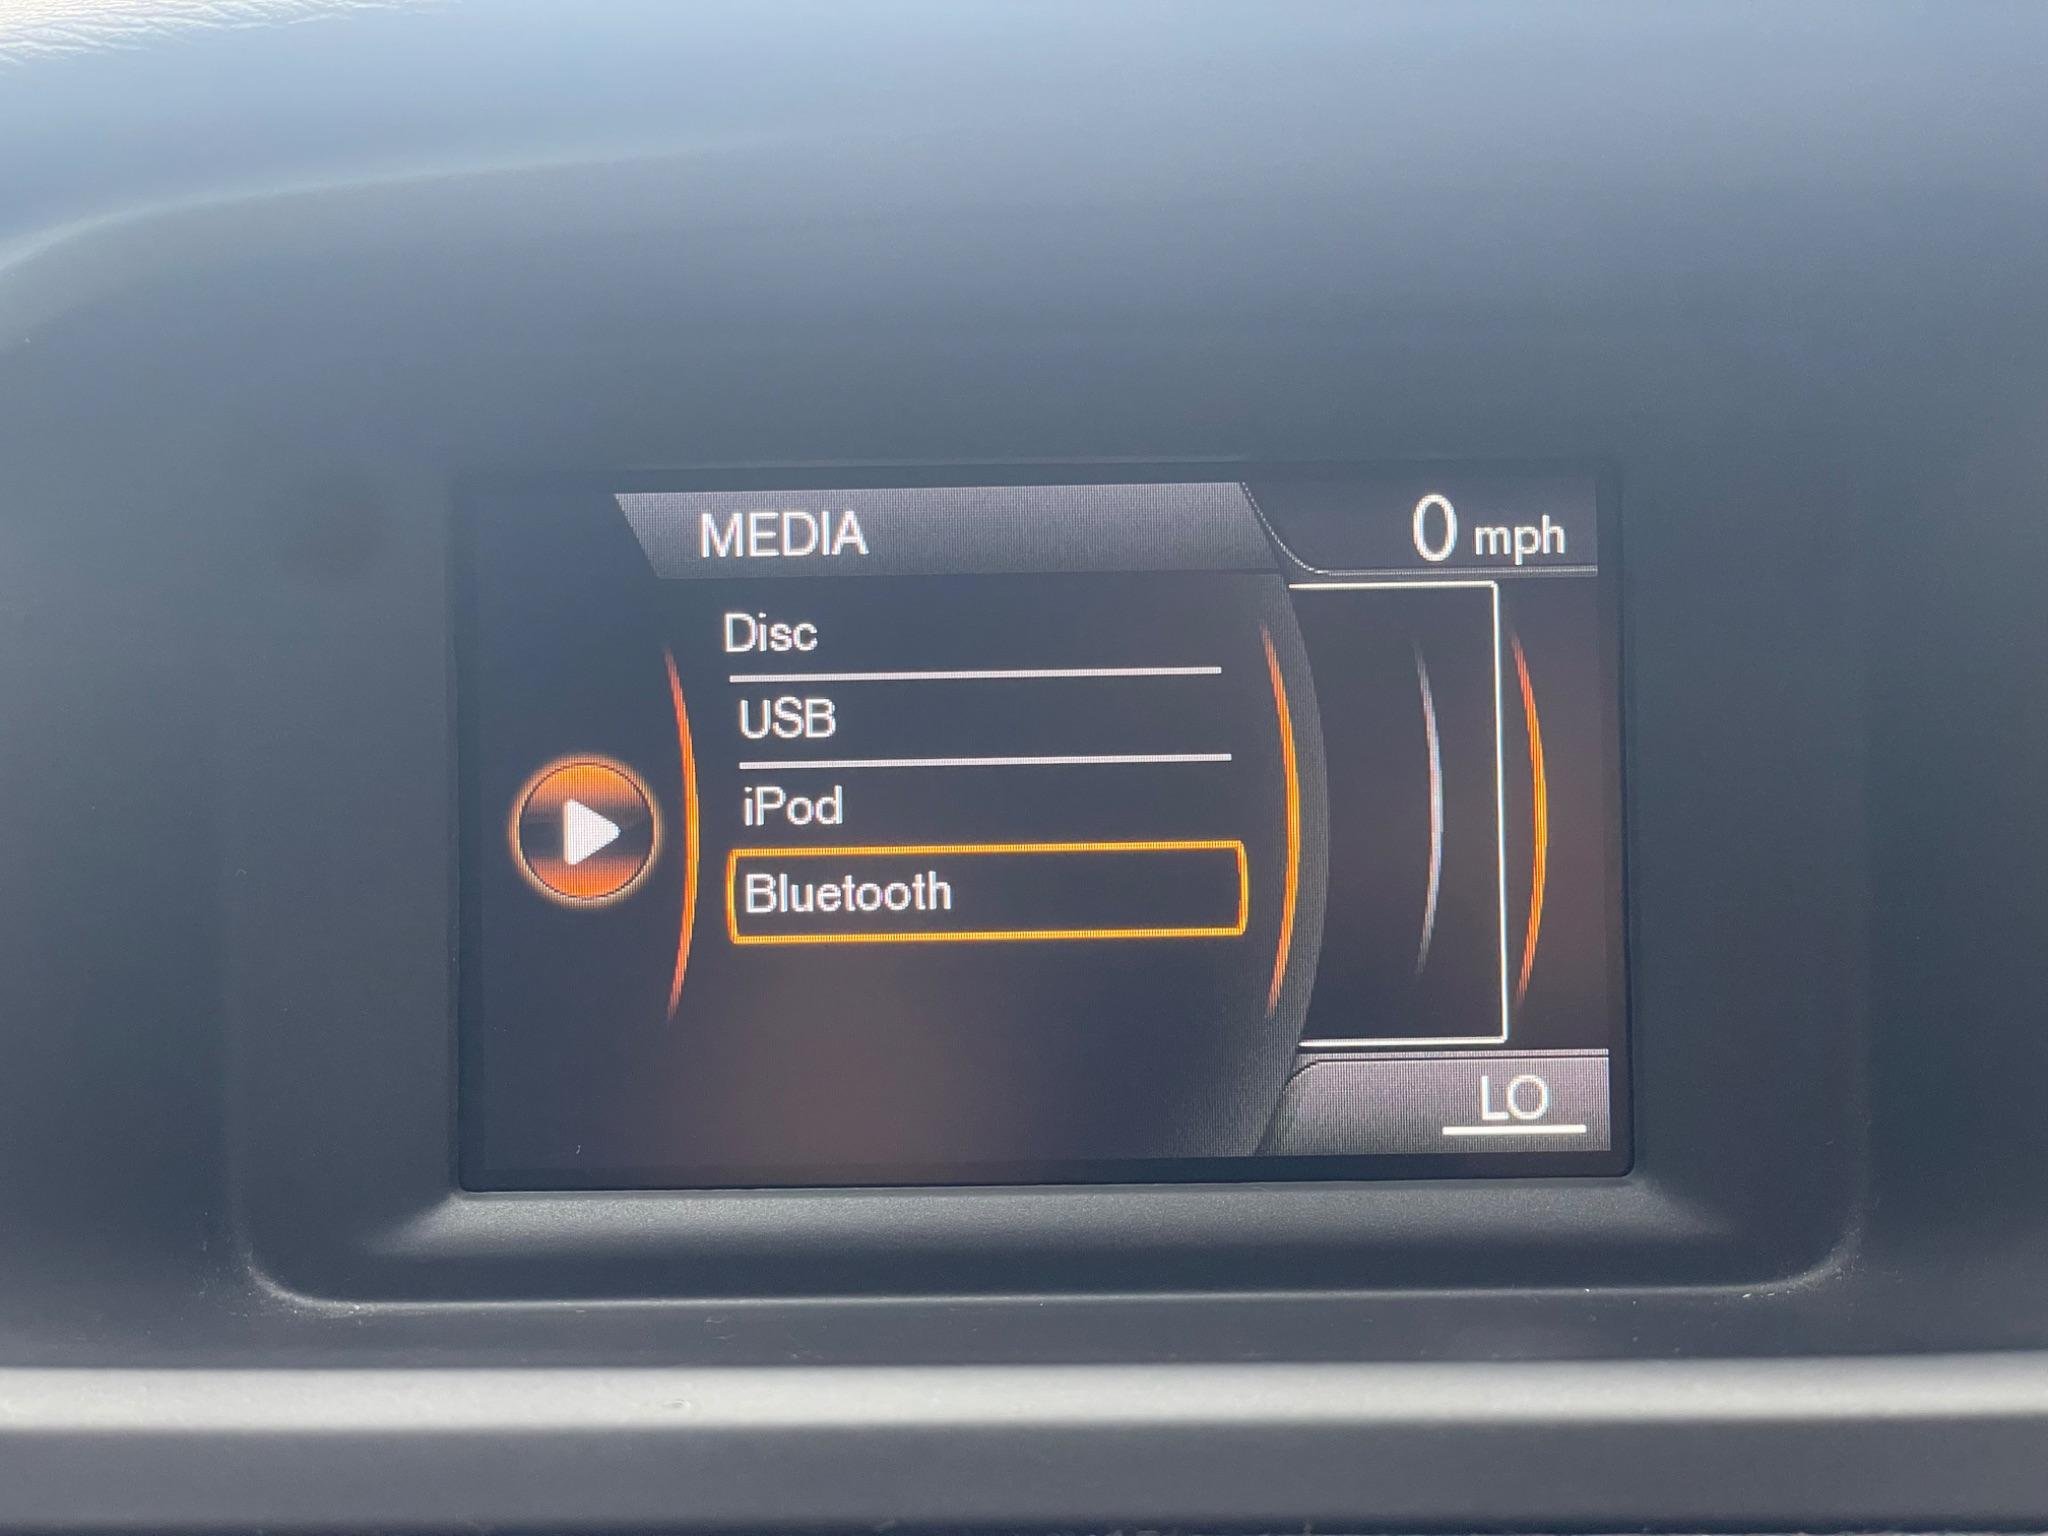 MEDIA
0 mph
Disc
USB
iPod
Bluetooth
LO